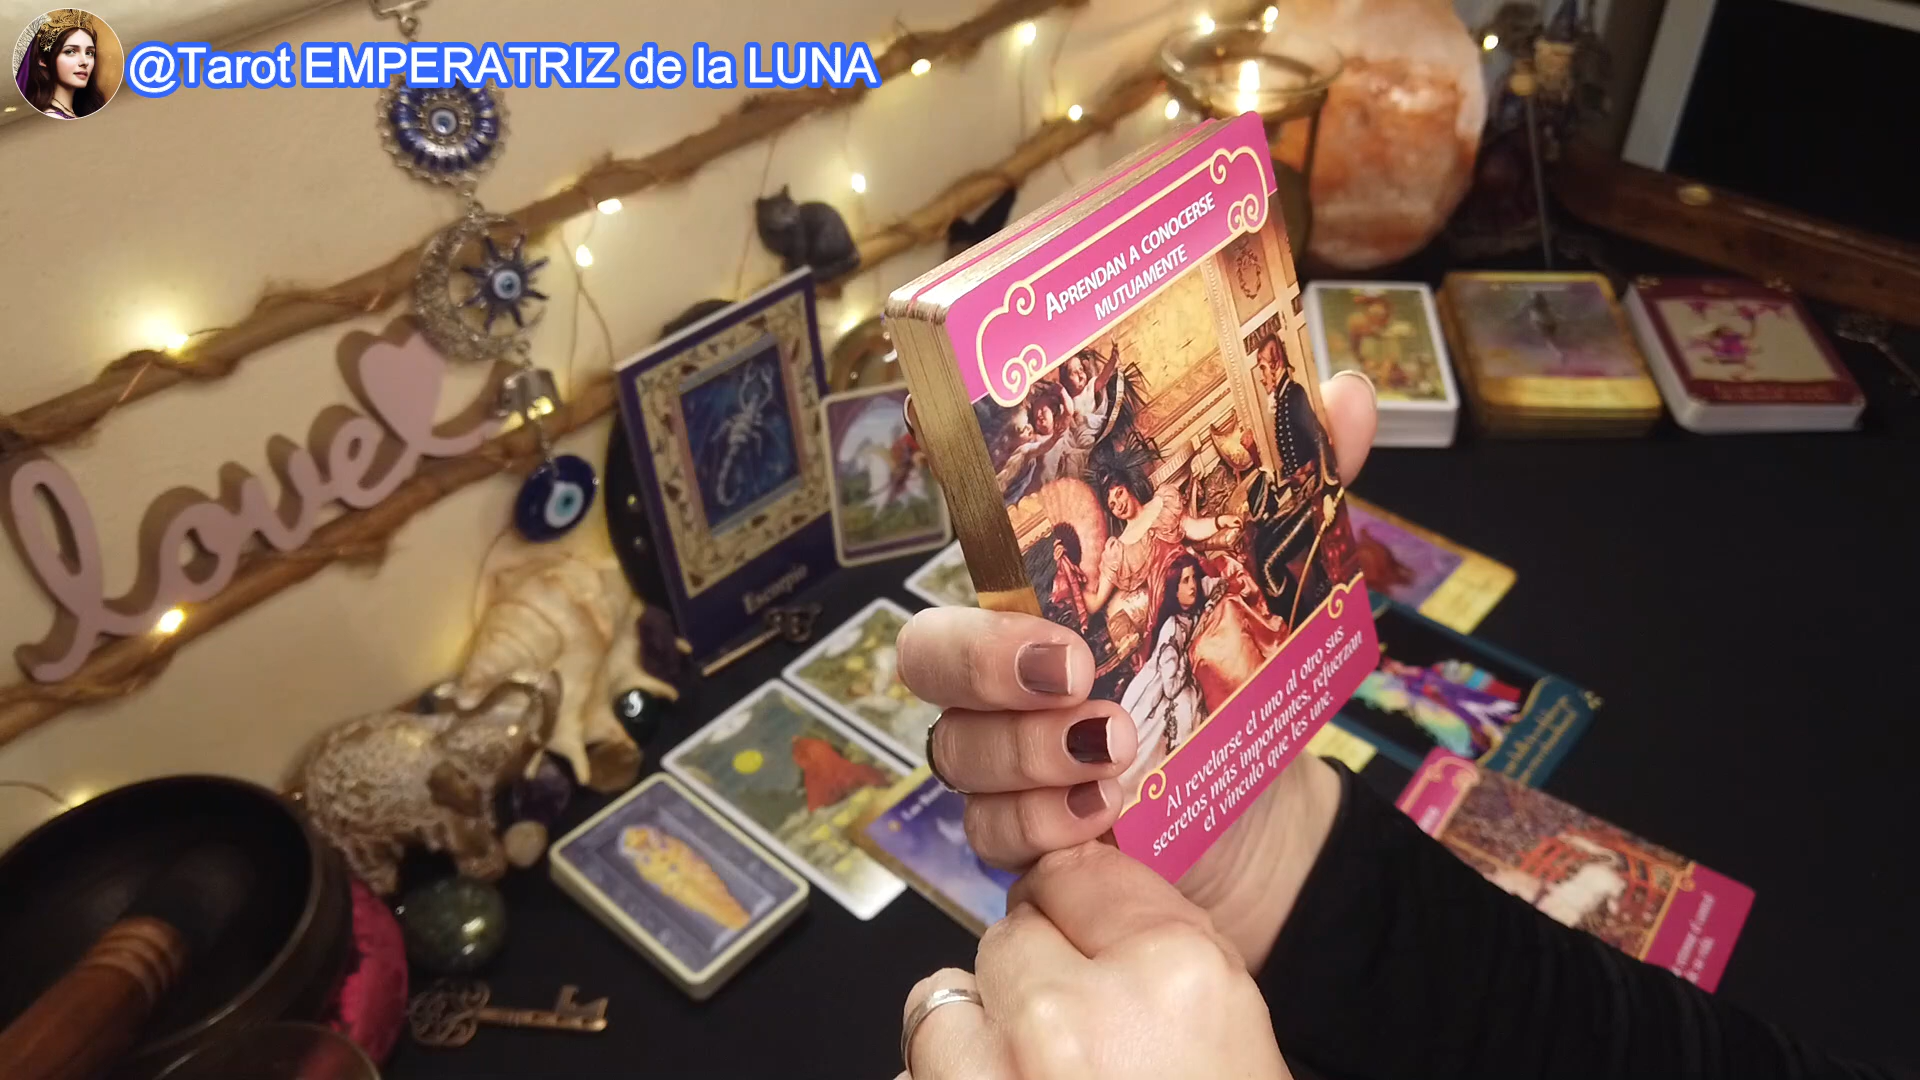 @Tarot EMPERATRIZ de la LUNA
love
APRENDAN A CONOCERSE
MUTUAMENTE
Al revelarse el uno al otro sus
secretos más importantes, refuerzan
el vínculo que les une.
Escorpio